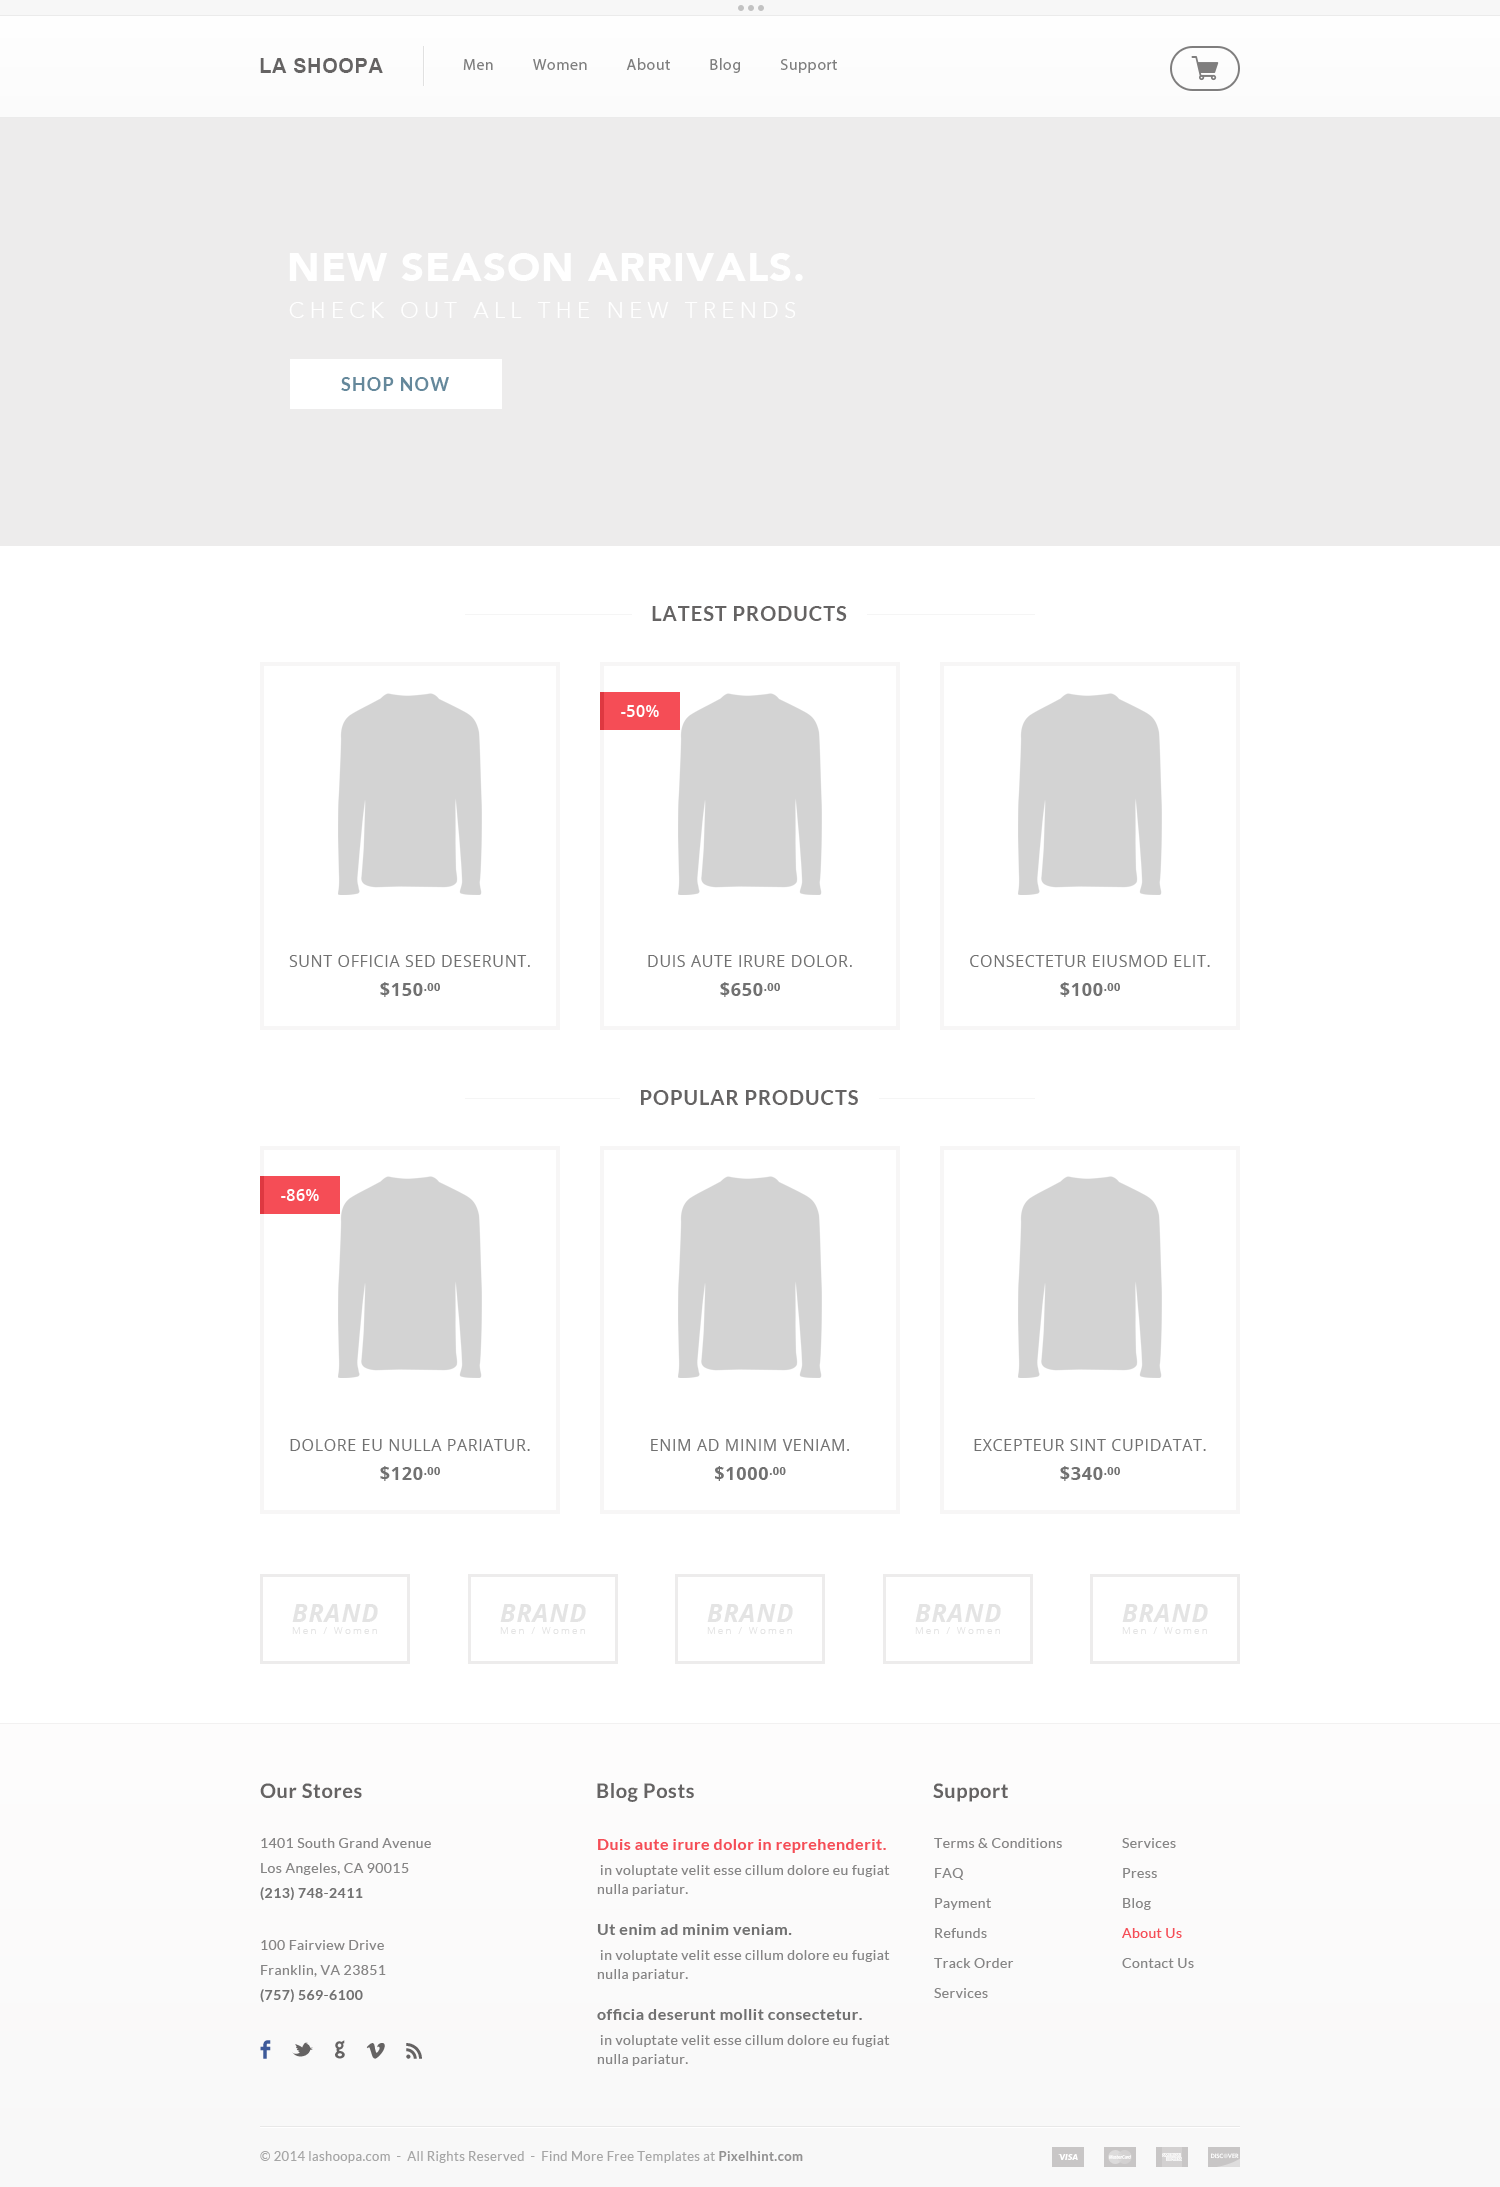 LA SHOOPA
Men Women About Blog Support
NEW SEASON ARRIVALS.
CHECK OUT ALL THE NEW TRENDS
SHOP NOW
LATEST PRODUCTS
-50%
SUNT OFFICIA SED DESERUNT. DUIS AUTE IRURE DOLOR. CONSECTETUR EIUSMOD ELIT.
$150.00 $650.00 $100.00
POPULAR PRODUCTS
-86%
DOLORE EU NULLA PARIATUR. ENIM AD MINIM VENIAM. EXCEPTEUR SINT CUPIDATAT.
$120.00 $1000.00 $340.00
BRAND BRAND BRAND BRAND BRAND
Men / Women Men / Women Men / Women Men / Women Men / Women
Our Stores
1401 South Grand Avenue
Los Angeles, CA 90015
(213) 748-2411
100 Fairview Drive
Franklin, VA 23851
(757) 569-6100
Blog Posts
Duis aute irure dolor in reprehenderit.
in voluptate velit esse cillum dolore eu fugiat
nulla pariatur.
Ut enim ad minim veniam.
in voluptate velit esse cillum dolore eu fugiat
nulla pariatur.
officia deserunt mollit consectetur.
in voluptate velit esse cillum dolore eu fugiat
nulla pariatur.
Support
Terms & Conditions
FAQ
Payment
Refunds
Track Order
Services
Services
Press
Blog
About Us
Contact Us
© 2014 lashoopa.com - All Rights Reserved - Find More Free Templates at Pixelhint.com
VISA MasterCard DISCOVER